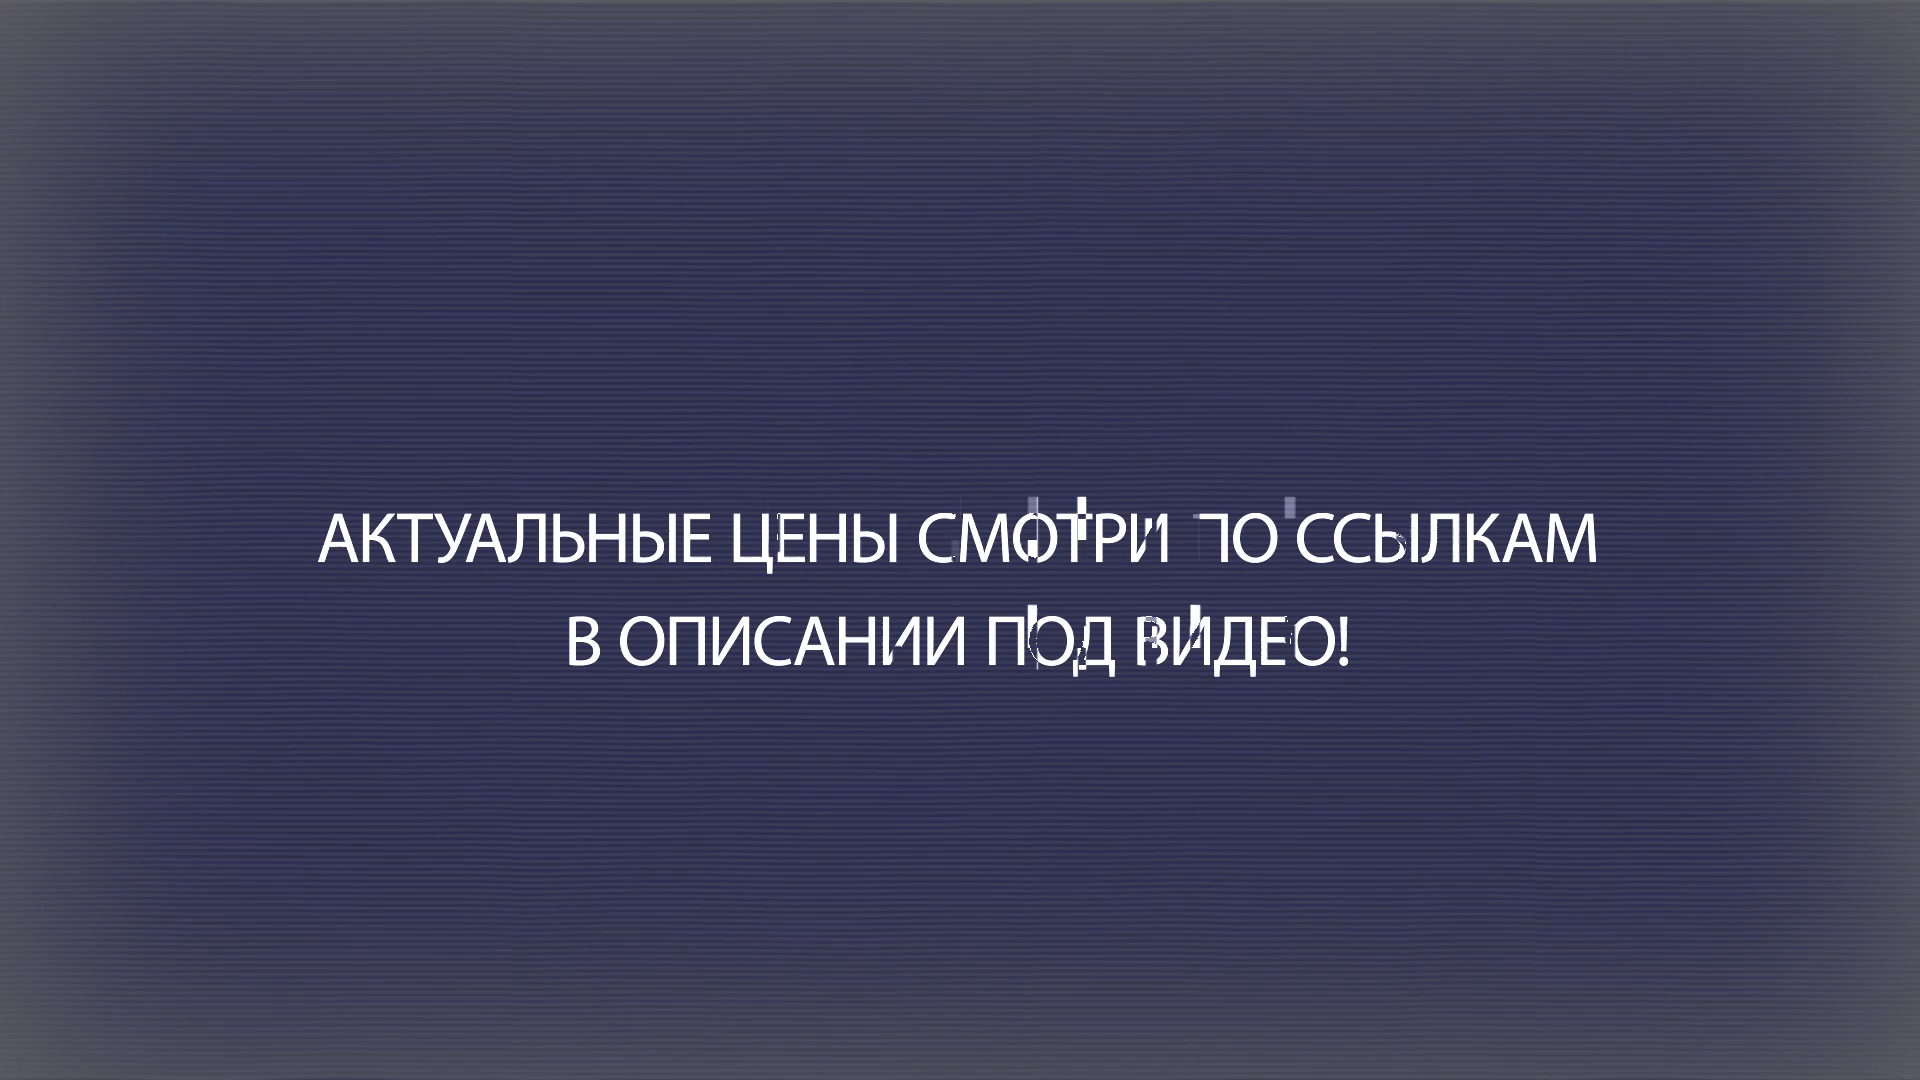 АКТУАЛЬНЫЕ ЦЕНЫ СМОТРИ ПО ССЫЛКАМ
В ОПИСАНИИ ПОД ВИДЕО!